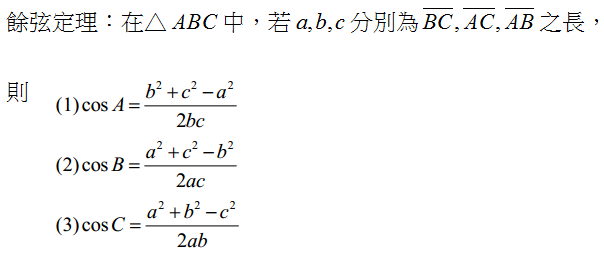 餘弦定理：在△ ABC 中，若 a,b,c 分別為 $\overline{BC}, \overline{AC}, \overline{AB}$ 之長，
則
(1) $\cos A = \frac{b^2 + c^2 - a^2}{2bc}$
(2) $\cos B = \frac{a^2 + c^2 - b^2}{2ac}$
(3) $\cos C = \frac{a^2 + b^2 - c^2}{2ab}$